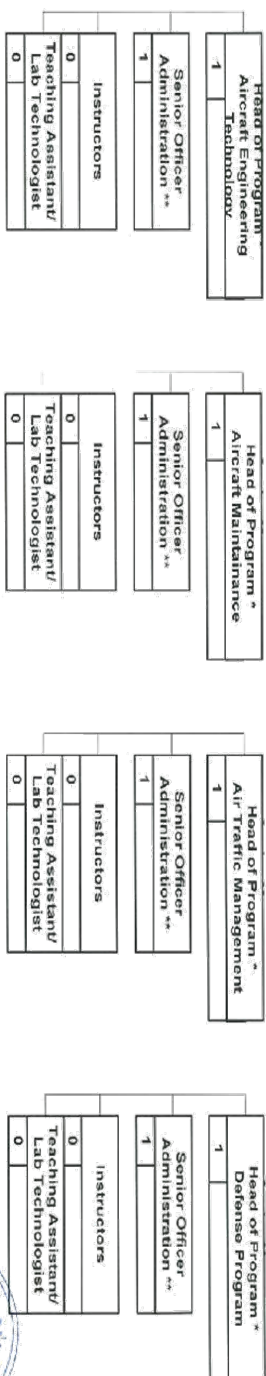 Head of Program *
Aircraft Engineering
Technology
1
Senior Officer
Administration **
1
Instructors
0
Teaching Assistant/
Lab Technologist
0
Head of Program *
Aircraft Maintainance
1
Senior Officer
Administration **
1
Instructors
0
Teaching Assistant/
Lab Technologist
0
Head of Program *
Air Traffic Management
1
Senior Officer
Administration **
1
Instructors
0
Teaching Assistant/
Lab Technologist
0
Head of Program *
Defense Program
1
Senior Officer
Administration **
1
Instructors
0
Teaching Assistant/
Lab Technologist
0